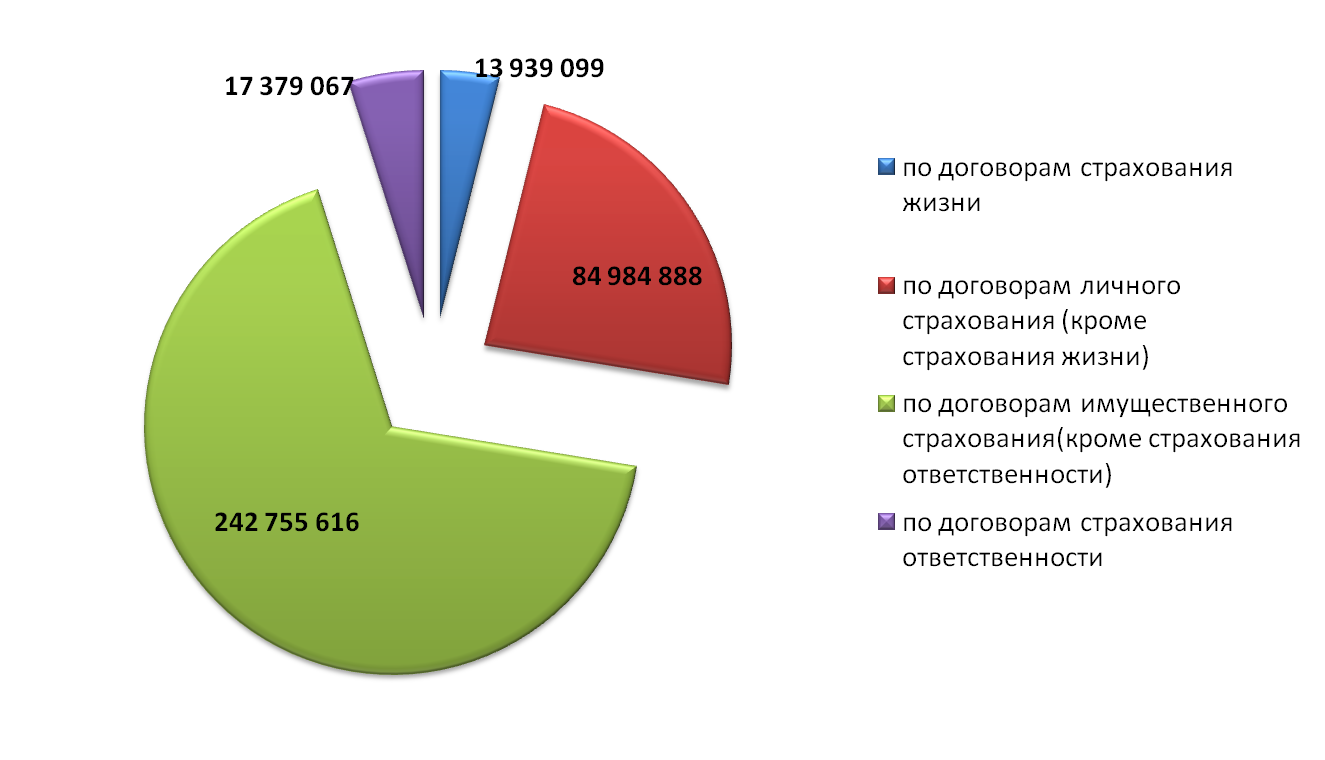 17 379 067
13 939 099
84 984 888
242 755 616
по договорам страхования
жизни
по договорам личного
страхования (кроме
страхования жизни)
по договорам имущественного
страхования(кроме страхования
ответственности)
по договорам страхования
ответственности